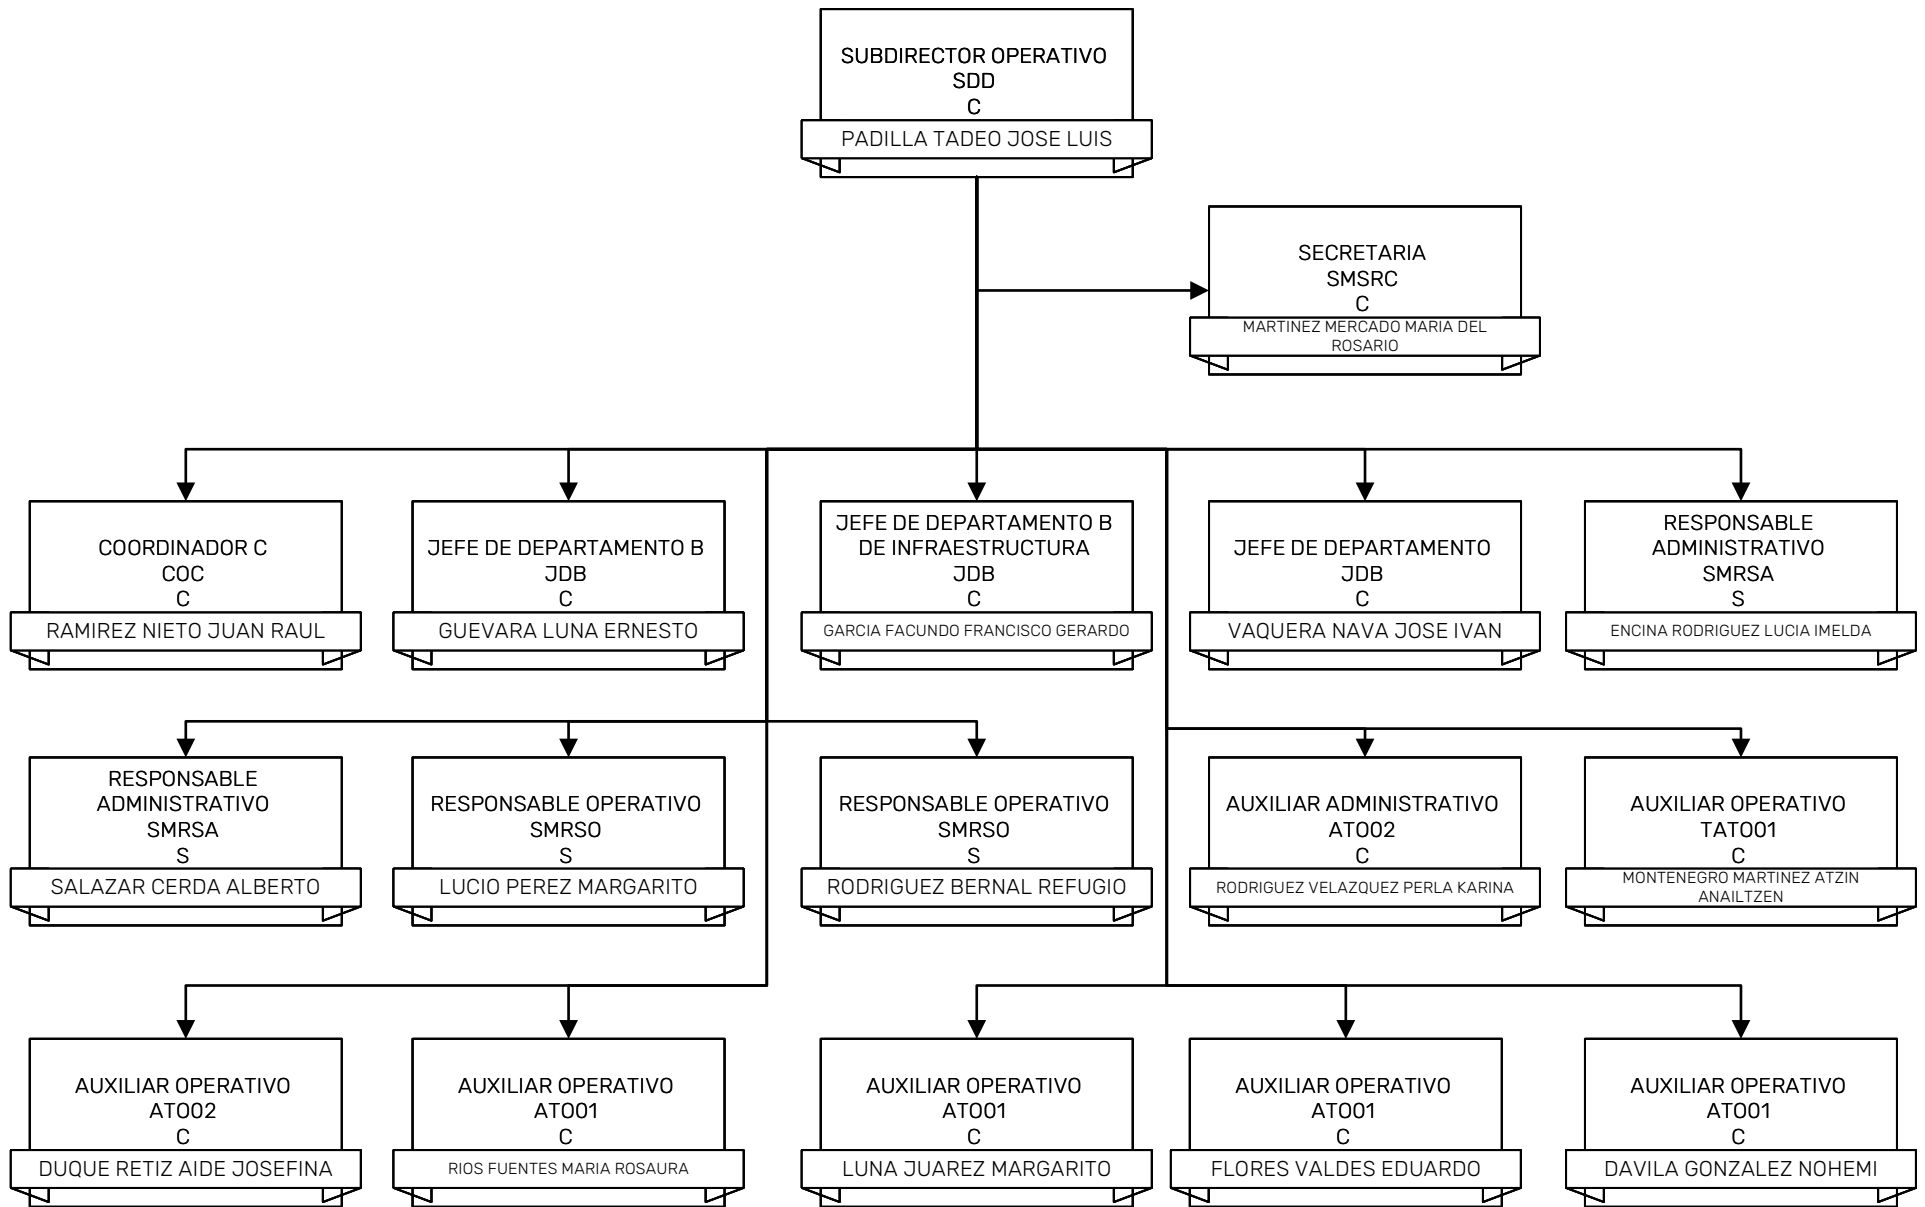 SUBDIRECTOR OPERATIVO
SDD
C
PADILLA TADEO JOSE LUIS
SECRETARIA
SMSRC
C
MARTINEZ MERCADO MARIA DEL
ROSARIO
COORDINADOR C
COC
C
RAMIREZ NIETO JUAN RAUL
JEFE DE DEPARTAMENTO B
JDB
C
GUEVARA LUNA ERNESTO
JEFE DE DEPARTAMENTO B
DE INFRAESTRUCTURA
JDB
C
GARCIA FACUNDO FRANCISCO GERARDO
JEFE DE DEPARTAMENTO
JDB
C
VAQUERA NAVA JOSE IVAN
RESPONSABLE
ADMINISTRATIVO
SMRSA
S
ENCINA RODRIGUEZ LUCIA IMELDA
RESPONSABLE
ADMINISTRATIVO
SMRSA
S
SALAZAR CERDA ALBERTO
RESPONSABLE OPERATIVO
SMRSO
S
LUCIO PEREZ MARGARITO
RESPONSABLE OPERATIVO
SMRSO
S
RODRIGUEZ BERNAL REFUGIO
AUXILIAR ADMINISTRATIVO
ATO02
C
RODRIGUEZ VELAZQUEZ PERLA KARINA
AUXILIAR OPERATIVO
TATO01
C
MONTENEGRO MARTINEZ ATZIN
ANAILTZEN
AUXILIAR OPERATIVO
ATO02
C
DUQUE RETIZ AIDE JOSEFINA
AUXILIAR OPERATIVO
ATO01
C
RIOS FUENTES MARIA ROSAURA
AUXILIAR OPERATIVO
ATO01
C
LUNA JUAREZ MARGARITO
AUXILIAR OPERATIVO
ATO01
C
FLORES VALDES EDUARDO
AUXILIAR OPERATIVO
ATO01
C
DAVILA GONZALEZ NOHEMI